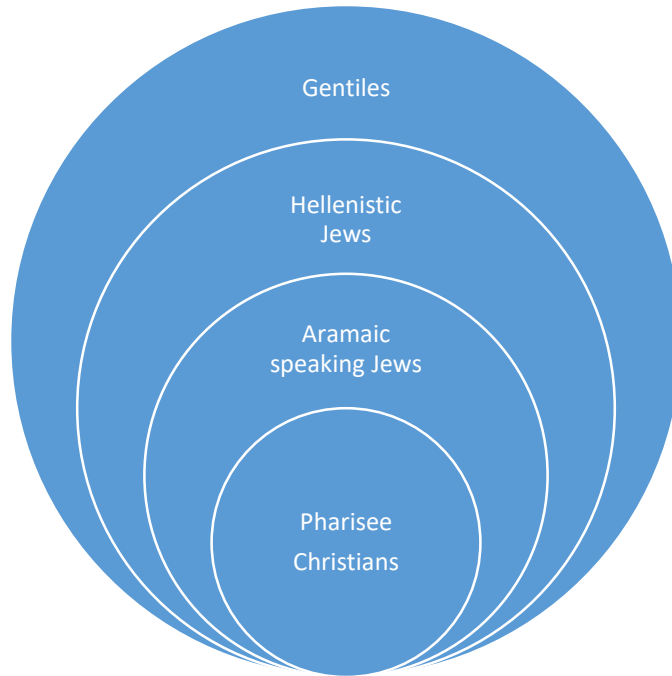 Gentiles
Hellenistic
Jews
Aramaic
speaking Jews
Pharisee
Christians